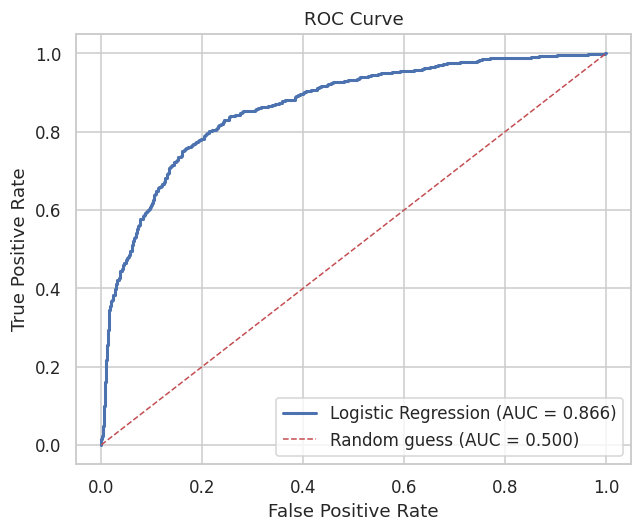 ROC Curve
1.0
0.8
0.6
0.4
0.2
0.0
True Positive Rate
Logistic Regression (AUC = 0.866)
Random guess (AUC = 0.500)
0.0 0.2 0.4 0.6 0.8 1.0
False Positive Rate